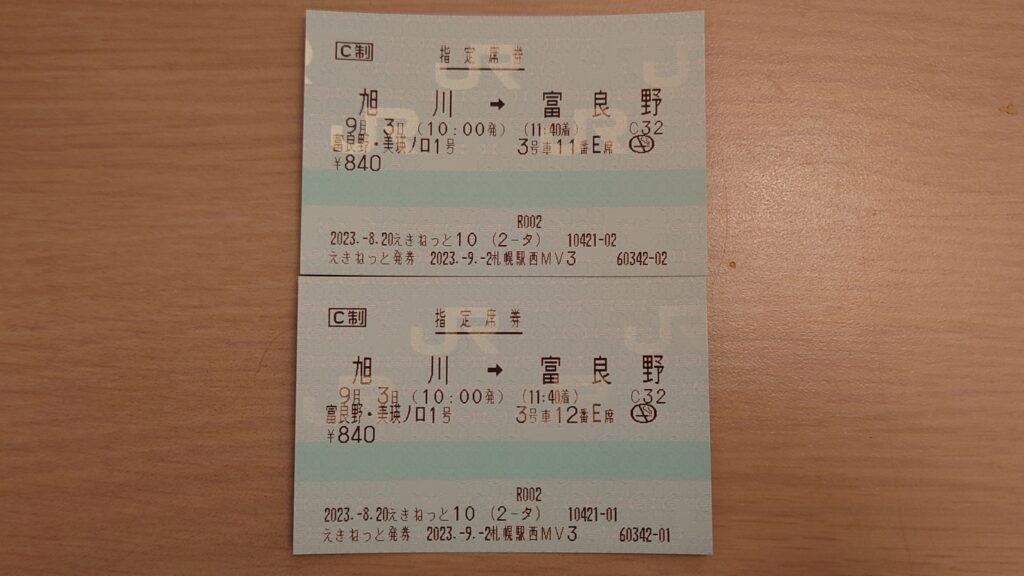 C制 指定席券
旭川 → 富良野
9月 3日 (10:00発) (11:40着) C32
富良野・美瑛ノロ1号 3号車11番E席
¥840
R002
2023.-8.20えきねっと10 (2-タ) 10421-02
えきねっと発券 2023.-9.-2札幌駅西MV3 60342-02
C制 指定席券
旭川 → 富良野
9月 3日 (10:00発) (11:40着) C32
富良野・美瑛ノロ1号 3号車12番E席
¥840
R002
2023.-8.20えきねっと10 (2-タ) 10421-01
えきねっと発券 2023.-9.-2札幌駅西MV3 60342-01